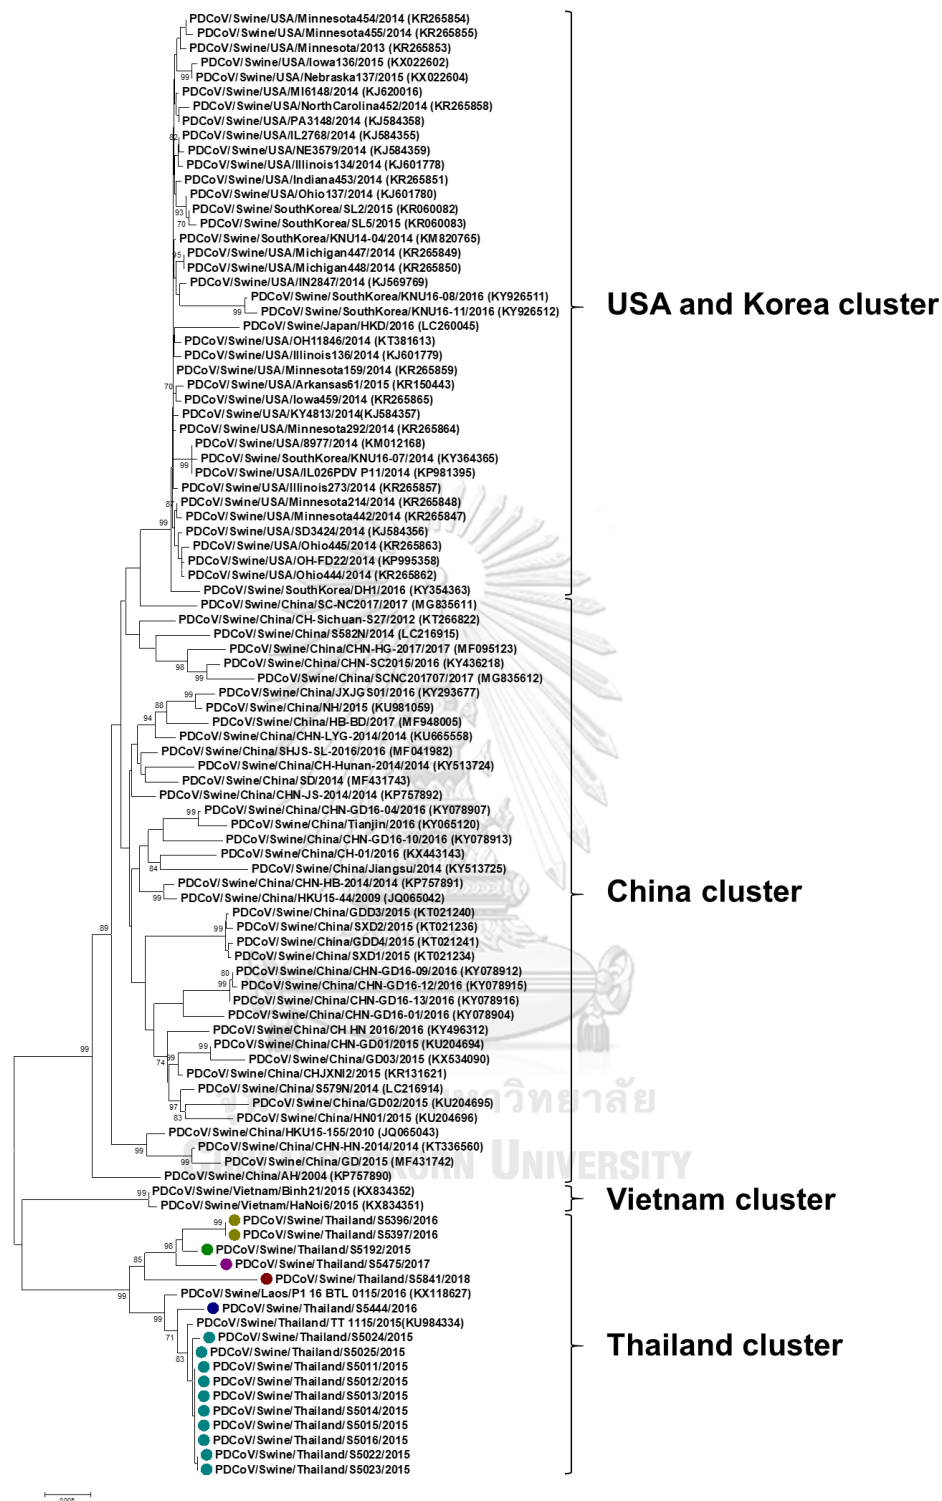 PDCoV/Swine/USA/Minnesota454/2014 (KR265854)
PDCoV/Swine/USA/Minnesota455/2014 (KR265855)
PDCoV/Swine/USA/Minnesota/2013 (KR265853)
PDCoV/Swine/USA/Iowa136/2015 (KX022602)
99 PDCoV/Swine/USA/Nebraska137/2015 (KX022604)
PDCoV/Swine/USA/MI6148/2014 (KJ620016)
PDCoV/Swine/USA/NorthCarolina452/2014 (KR265858)
PDCoV/Swine/USA/PA3148/2014 (KJ584358)
PDCoV/Swine/USA/IL2768/2014 (KJ584355)
PDCoV/Swine/USA/NE3579/2014 (KJ584359)
PDCoV/Swine/USA/Illinois134/2014 (KJ601778)
PDCoV/Swine/USA/Indiana453/2014 (KR265851)
PDCoV/Swine/USA/Ohio137/2014 (KJ601780)
93 PDCoV/Swine/SouthKorea/SL2/2015 (KR060082)
70 PDCoV/Swine/SouthKorea/SL5/2015 (KR060083)
PDCoV/Swine/SouthKorea/KNU14-04/2014 (KM820765)
PDCoV/Swine/USA/Michigan447/2014 (KR265849)
PDCoV/Swine/USA/Michigan448/2014 (KR265850)
PDCoV/Swine/USA/IN2847/2014 (KJ569769)
PDCoV/Swine/SouthKorea/KNU16-08/2016 (KY926511)
USA and Korea cluster
99 PDCoV/Swine/SouthKorea/KNU16-11/2016 (KY926512)
PDCoV/Swine/Japan/HKD/2016 (LC260045)
PDCoV/Swine/USA/OH11846/2014 (KT381613)
PDCoV/Swine/USA/Illinois136/2014 (KJ601779)
PDCoV/Swine/USA/Minnesota159/2014 (KR265859)
70 PDCoV/Swine/USA/Arkansas61/2015 (KR150443)
PDCoV/Swine/USA/Iowa459/2014 (KR265865)
PDCoV/Swine/USA/KY4813/2014(KJ584357)
PDCoV/Swine/USA/Minnesota292/2014 (KR265864)
PDCoV/Swine/USA/8977/2014 (KM012168)
PDCoV/Swine/SouthKorea/KNU16-07/2014 (KY364365)
99 PDCoV/Swine/USA/IL026PDV P11/2014 (KP981395)
PDCoV/Swine/USA/Illinois273/2014 (KR265857)
PDCoV/Swine/USA/Minnesota214/2014 (KR265848)
PDCoV/Swine/USA/Minnesota442/2014 (KR265847)
99 PDCoV/Swine/USA/SD3424/2014 (KJ584356)
PDCoV/Swine/USA/Ohio445/2014 (KR265863)
PDCoV/Swine/USA/OH-FD22/2014 (KP995358)
PDCoV/Swine/USA/Ohio444/2014 (KR265862)
PDCoV/Swine/SouthKorea/DH1/2016 (KY354363)
PDCoV/Swine/China/SC-NC2017/2017 (MG835611)
PDCoV/Swine/China/CH-Sichuan-S27/2012 (KT266822)
PDCoV/Swine/China/S582N/2014 (LC216915)
PDCoV/Swine/China/CHN-HG-2017/2017 (MF095123)
98 PDCoV/Swine/China/CHN-SC2015/2016 (KY436218)
99 PDCoV/Swine/China/SCNC201707/2017 (MG835612)
99 PDCoV/Swine/China/JXJGS01/2016 (KY293677)
88 PDCoV/Swine/China/NH/2015 (KU981059)
94 PDCoV/Swine/China/HB-BD/2017 (MF948005)
PDCoV/Swine/China/CHN-LYG-2014/2014 (KU665558)
PDCoV/Swine/China/SHJS-SL-2016/2016 (MF041982)
PDCoV/Swine/China/CH-Hunan-2014/2014 (KY513724)
PDCoV/Swine/China/SD/2014 (MF431743)
PDCoV/Swine/China/CHN-JS-2014/2014 (KP757892)
99 PDCoV/Swine/China/CHN-GD16-04/2016 (KY078907)
PDCoV/Swine/China/Tianjin/2016 (KY065120)
PDCoV/Swine/China/CHN-GD16-10/2016 (KY078913)
PDCoV/Swine/China/CH-01/2016 (KX443143)
84 PDCoV/Swine/China/Jiangsu/2014 (KY513725)
PDCoV/Swine/China/CHN-HB-2014/2014 (KP757891)
China cluster
99 PDCoV/Swine/China/HKU15-44/2009 (JQ065042)
PDCoV/Swine/China/GDD3/2015 (KT021240)
89 99 PDCoV/Swine/China/SXD2/2015 (KT021236)
PDCoV/Swine/China/GDD4/2015 (KT021241)
PDCoV/Swine/China/SXD1/2015 (KT021234)
80 PDCoV/Swine/China/CHN-GD16-09/2016 (KY078912)
99 PDCoV/Swine/China/CHN-GD16-12/2016 (KY078915)
PDCoV/Swine/China/CHN-GD16-13/2016 (KY078916)
PDCoV/Swine/China/CHN-GD16-01/2016 (KY078904)
PDCoV/Swine/China/CH HN 2016/2016 (KY496312)
99 99 PDCoV/Swine/China/CHN-GD01/2015 (KU204694)
99 74 PDCoV/Swine/China/GD03/2015 (KX534090)
PDCoV/Swine/China/CHJXNI2/2015 (KR131621)
PDCoV/Swine/China/S579N/2014 (LC216914)
97 PDCoV/Swine/China/GD02/2015 (KU204695)
จุฬาลงกรณ์มหาวิทยาลัย
83 PDCoV/Swine/China/HN01/2015 (KU204696)
PDCoV/Swine/China/HKU15-155/2010 (JQ065043)
99 PDCoV/Swine/China/CHN-HN-2014/2014 (KT336560)
99 PDCoV/Swine/China/GD/2015 (MF431742)
CHULALONGKORN UNIVERSITY
PDCoV/Swine/China/AH/2004 (KP757890)
99 PDCoV/Swine/Vietnam/Binh21/2015 (KX834352)
Vietnam cluster
PDCoV/Swine/Vietnam/HaNoi6/2015 (KX834351)
99 PDCoV/Swine/Thailand/S5396/2016
PDCoV/Swine/Thailand/S5397/2016
98 PDCoV/Swine/Thailand/S5192/2015
85 PDCoV/Swine/Thailand/S5475/2017
PDCoV/Swine/Thailand/S5841/2018
99 PDCoV/Swine/Laos/P1 16 BTL 0115/2016 (KX118627)
PDCoV/Swine/Thailand/S5444/2016
99 PDCoV/Swine/Thailand/TT 1115/2015(KU984334)
71 PDCoV/Swine/Thailand/S5024/2015
Thailand cluster
83 PDCoV/Swine/Thailand/S5025/2015
PDCoV/Swine/Thailand/S5011/2015
PDCoV/Swine/Thailand/S5012/2015
PDCoV/Swine/Thailand/S5013/2015
PDCoV/Swine/Thailand/S5014/2015
PDCoV/Swine/Thailand/S5015/2015
PDCoV/Swine/Thailand/S5016/2015
PDCoV/Swine/Thailand/S5022/2015
PDCoV/Swine/Thailand/S5023/2015
0.005